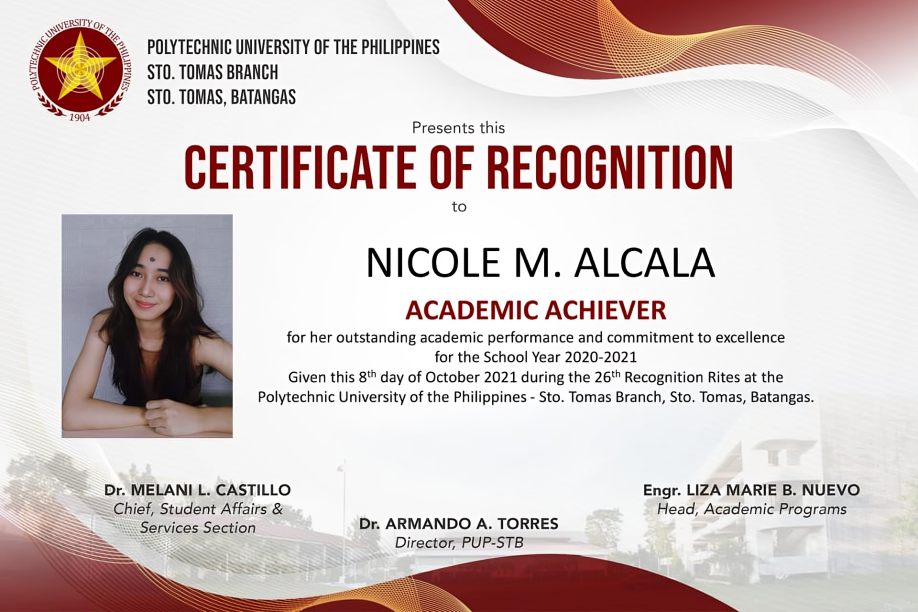 POLYTECHNIC UNIVERSITY OF THE PHILIPPINES
1904
POLYTECHNIC UNIVERSITY OF THE PHILIPPINES
STO. TOMAS BRANCH
STO. TOMAS, BATANGAS
Presents this
CERTIFICATE OF RECOGNITION
to
NICOLE M. ALCALA
ACADEMIC ACHIEVER
for her outstanding academic performance and commitment to excellence
for the School Year 2020-2021
Given this 8th day of October 2021 during the 26th Recognition Rites at the
Polytechnic University of the Philippines - Sto. Tomas Branch, Sto. Tomas, Batangas.
Dr. MELANI L. CASTILLO
Chief, Student Affairs &
Services Section
Dr. ARMANDO A. TORRES
Director, PUP-STB
Engr. LIZA MARIE B. NUEVO
Head, Academic Programs